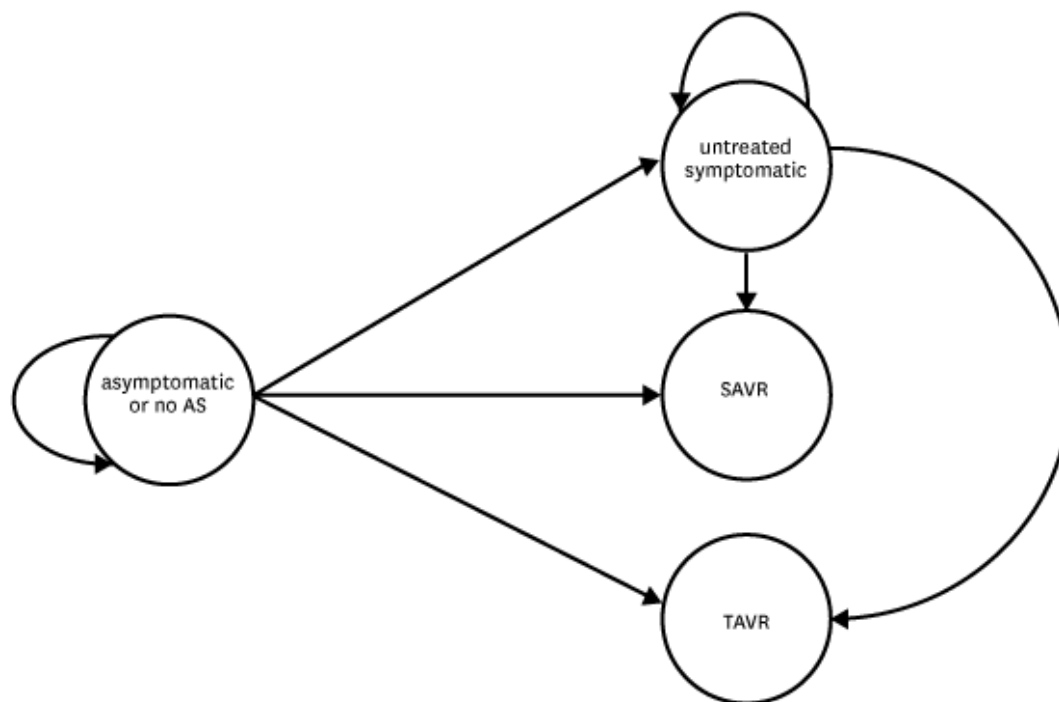 untreated
symptomatic
asymptomatic
or no AS
SAVR
TAVR